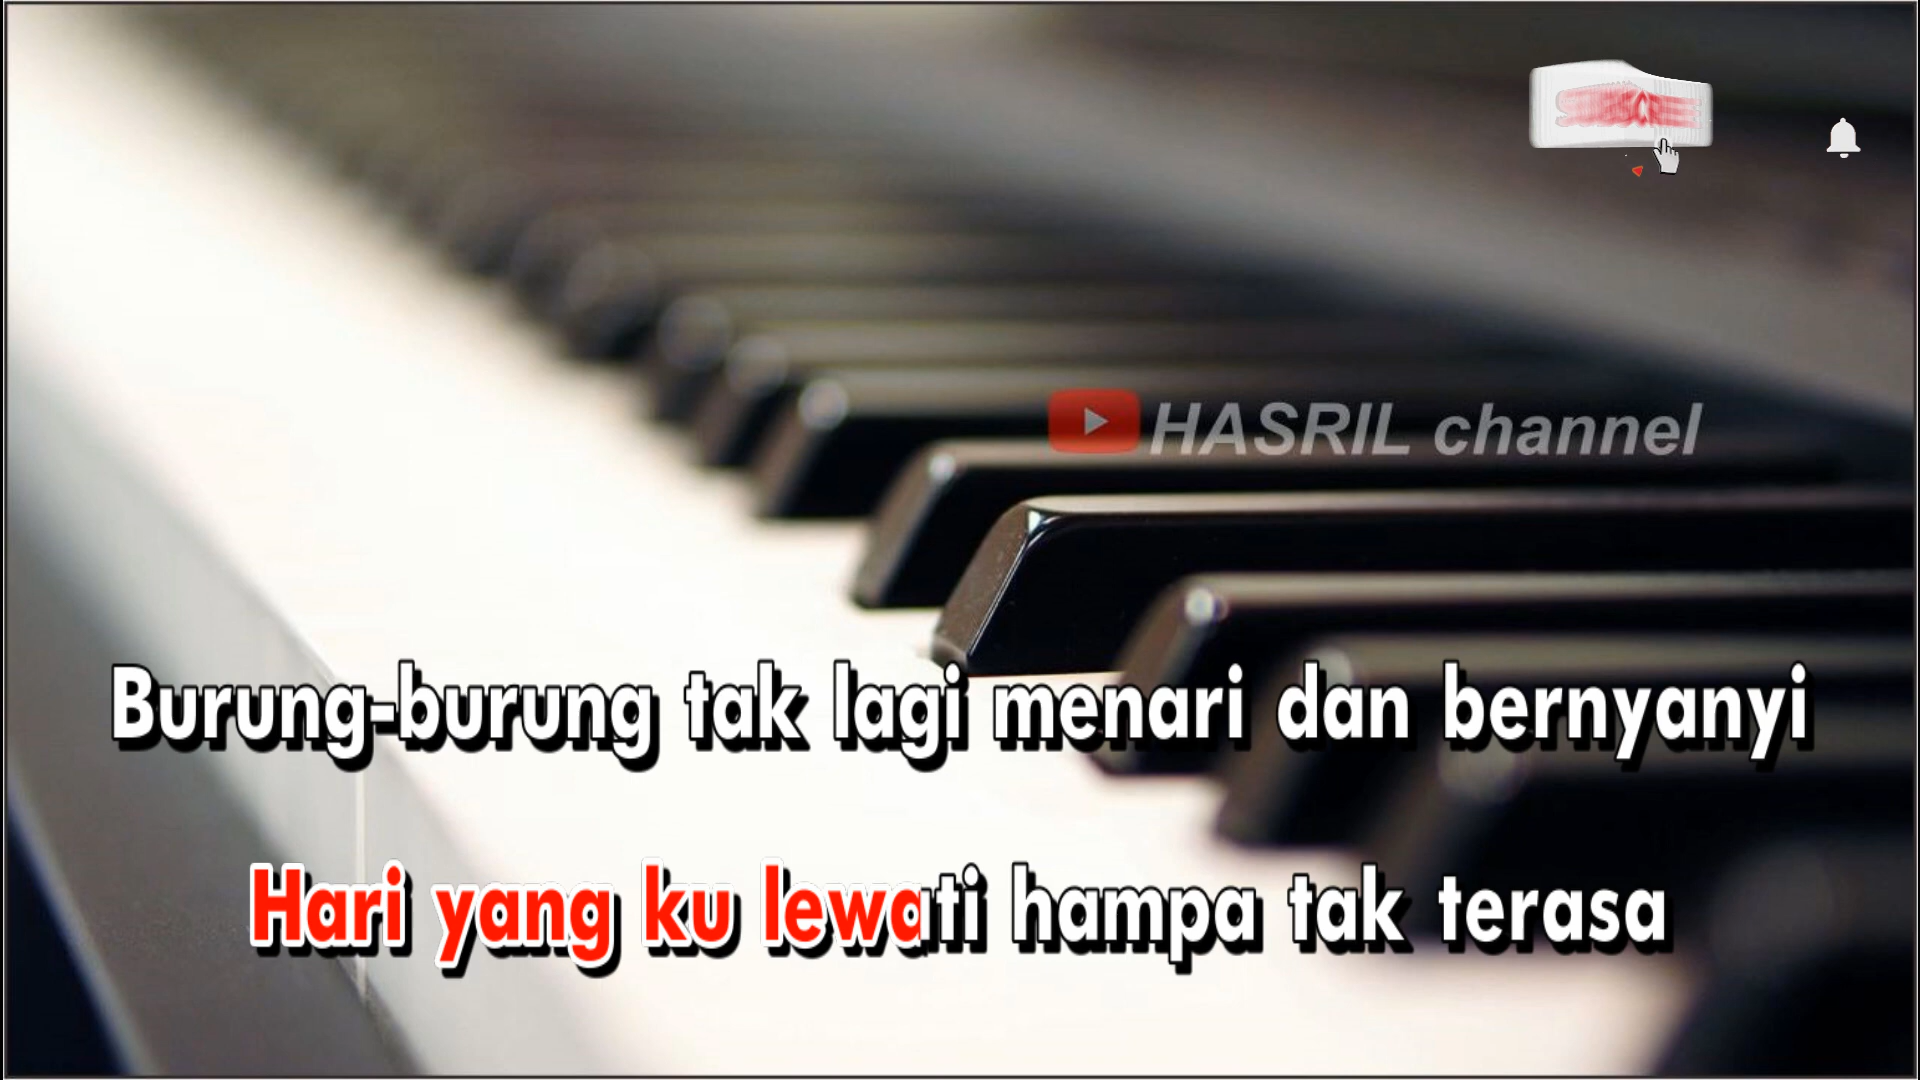 HASRIL channel
Burung-burung tak lagi menari dan bernyanyi
Hari yang ku lewati hampa tak terasa